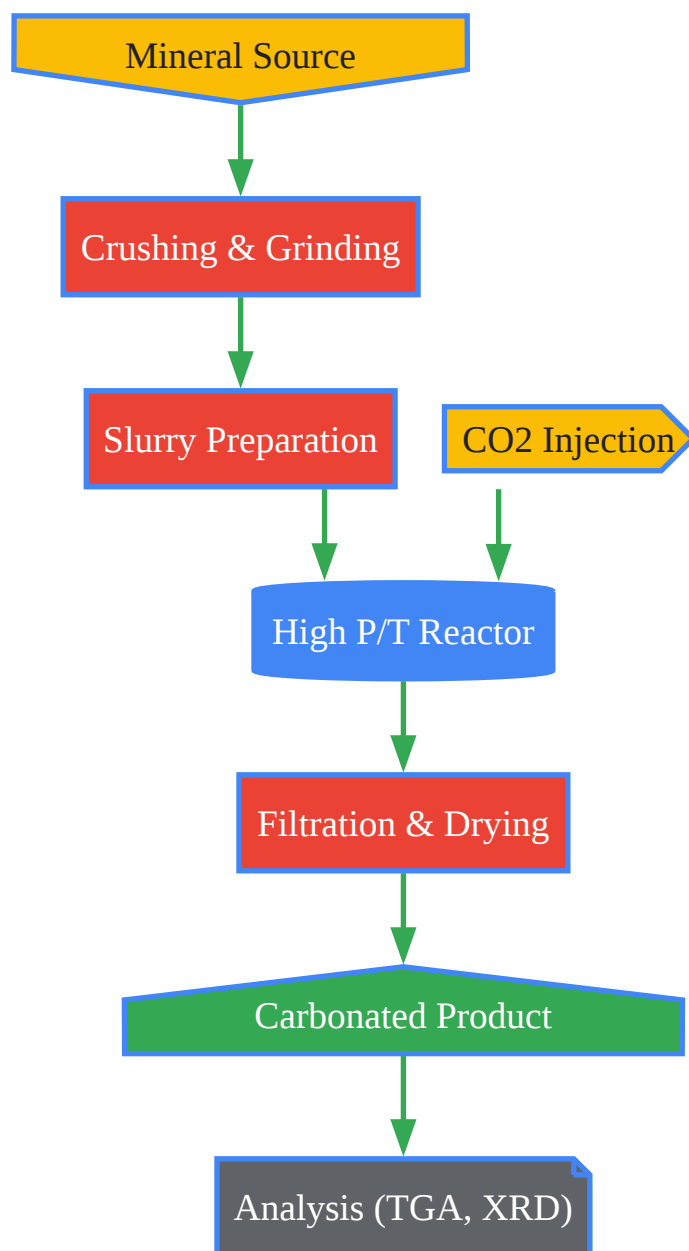 Mineral Source
Crushing & Grinding
Slurry Preparation
CO2 Injection
High P/T Reactor
Filtration & Drying
Carbonated Product
Analysis (TGA, XRD)